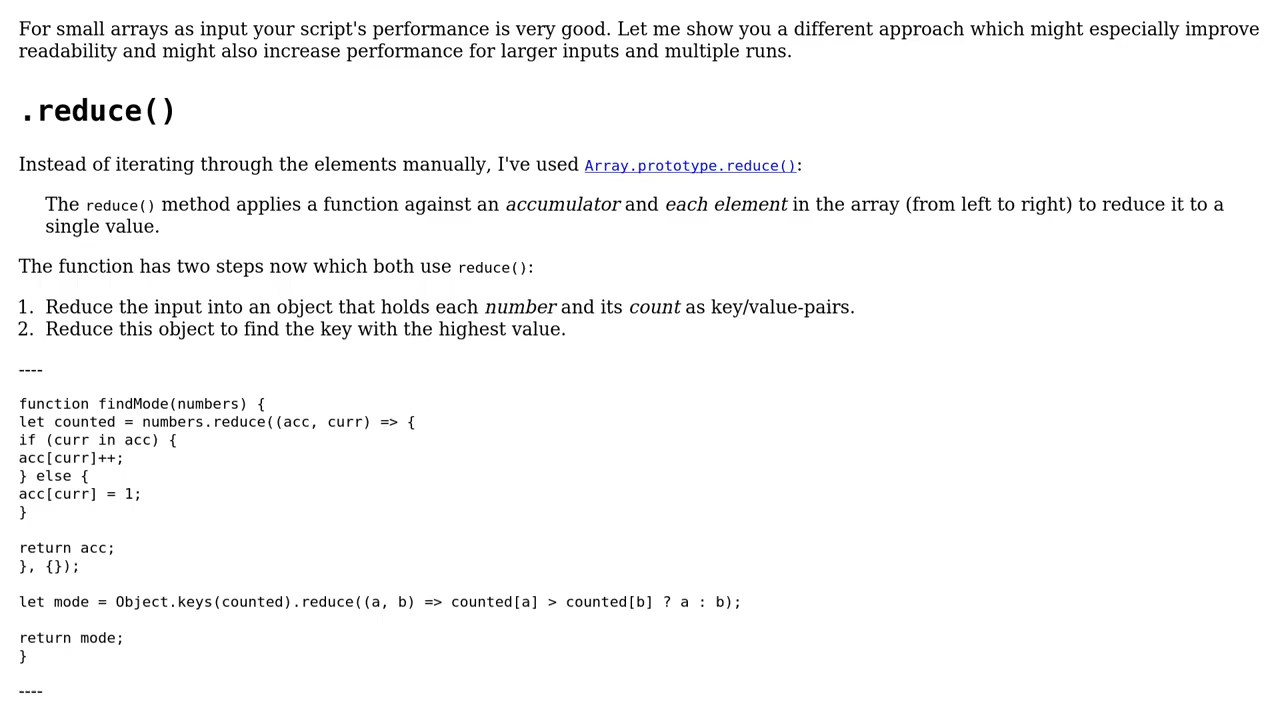 For small arrays as input your script's performance is very good. Let me show you a different approach which might especially improve
readability and might also increase performance for larger inputs and multiple runs.
.reduce()
Instead of iterating through the elements manually, I've used Array.prototype.reduce():
The reduce() method applies a function against an accumulator and each element in the array (from left to right) to reduce it to a
single value.
The function has two steps now which both use reduce():
1. Reduce the input into an object that holds each number and its count as key/value-pairs.
2. Reduce this object to find the key with the highest value.
----
function findMode(numbers) {
let counted = numbers.reduce((acc, curr) => {
if (curr in acc) {
acc[curr]++;
} else {
acc[curr] = 1;
}
return acc;
}, {});
let mode = Object.keys(counted).reduce((a, b) => counted[a] > counted[b] ? a : b);
return mode;
}
----